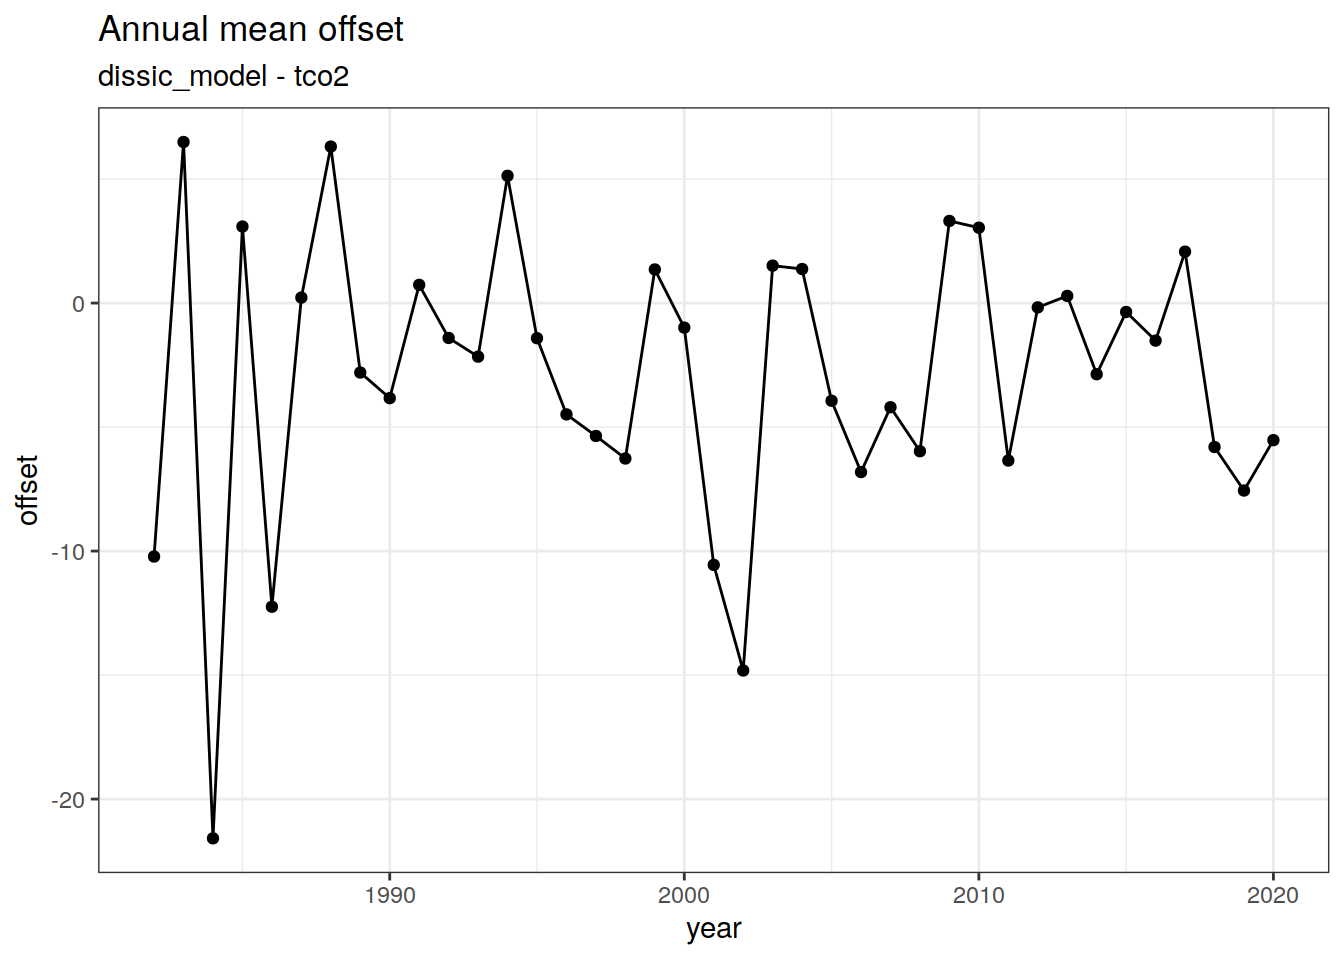 Annual mean offset
dissic_model - tco2
offset
0
-10
-20
1990 2000 2010 2020
year